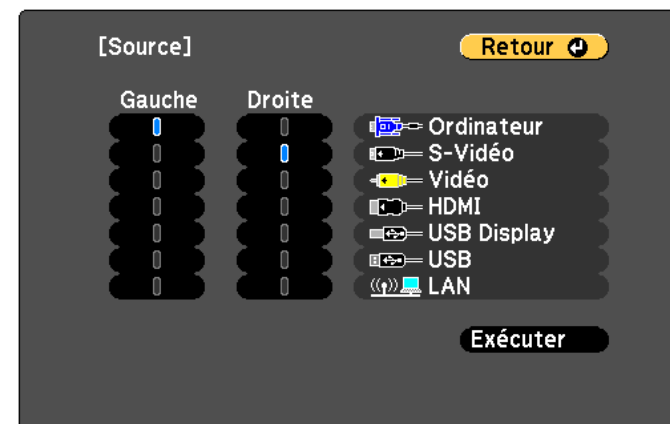 [Source]
Retour
Gauche Droite
Ordinateur
S-Vidéo
Vidéo
HDMI
USB Display
USB
LAN
Exécuter